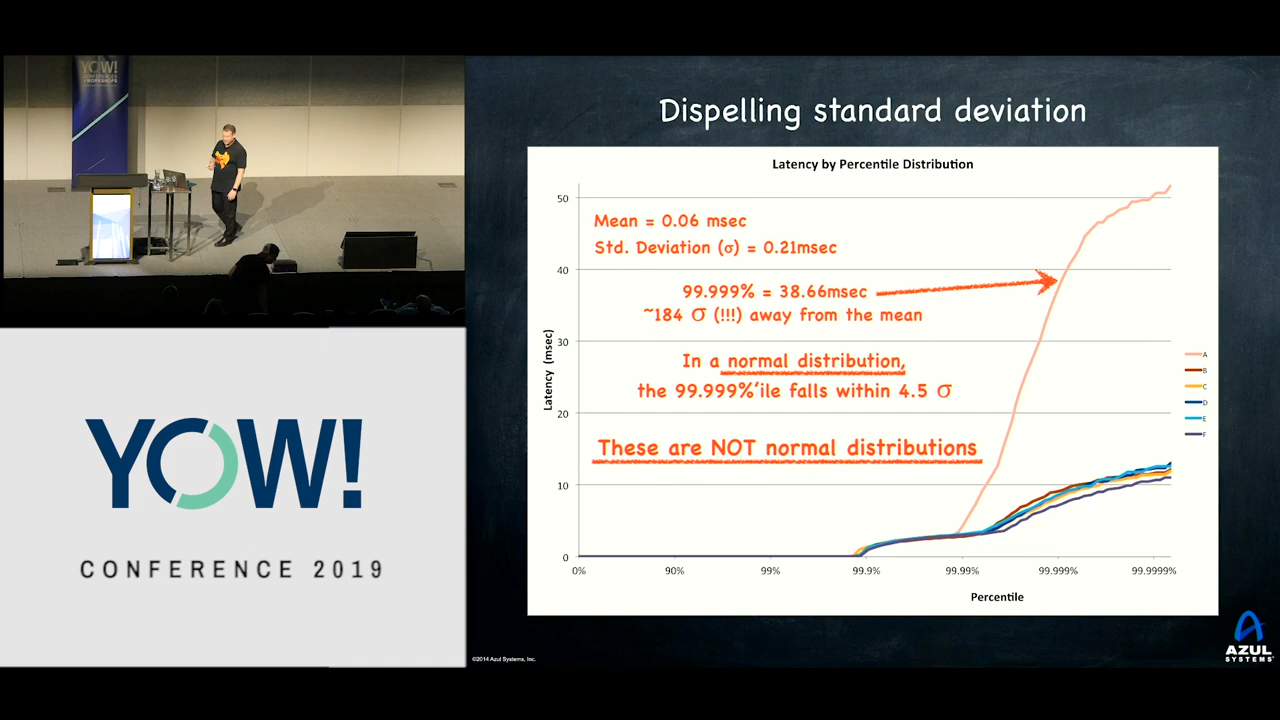 YOW!
CONFERENCES
YOW!
CONFERENCE 2019
Dispelling standard deviation
Latency by Percentile Distribution
Mean = 0.06 msec
Std. Deviation (σ) = 0.21msec
99.999% = 38.66msec
~184 σ (!!!) away from the mean
In a normal distribution,
the 99.999%'ile falls within 4.5 σ
These are NOT normal distributions
Latency (msec)
50
40
30
20
10
0
0% 90% 99% 99.9% 99.99% 99.999% 99.9999%
Percentile
A
B
C
D
E
F
©2014 Azul Systems, Inc.
AZUL
SYSTEMS®